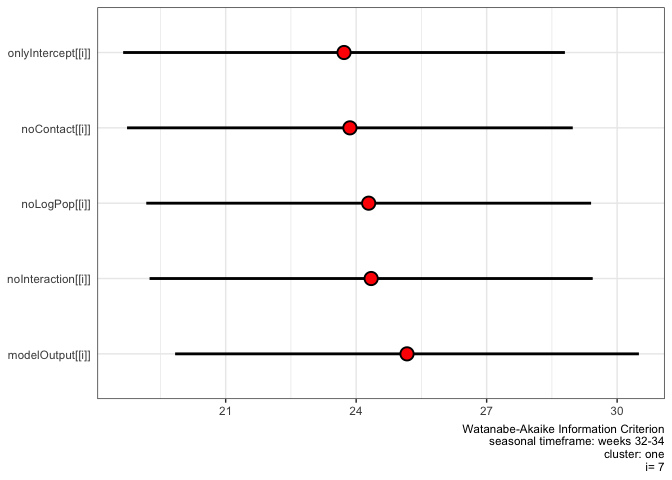 onlyIntercept[[i]]
noContact[[i]]
noLogPop[[i]]
noInteraction[[i]]
modelOutput[[i]]
21 24 27 30
Watanabe-Akaike Information Criterion
seasonal timeframe: weeks 32-34
cluster: one
i= 7